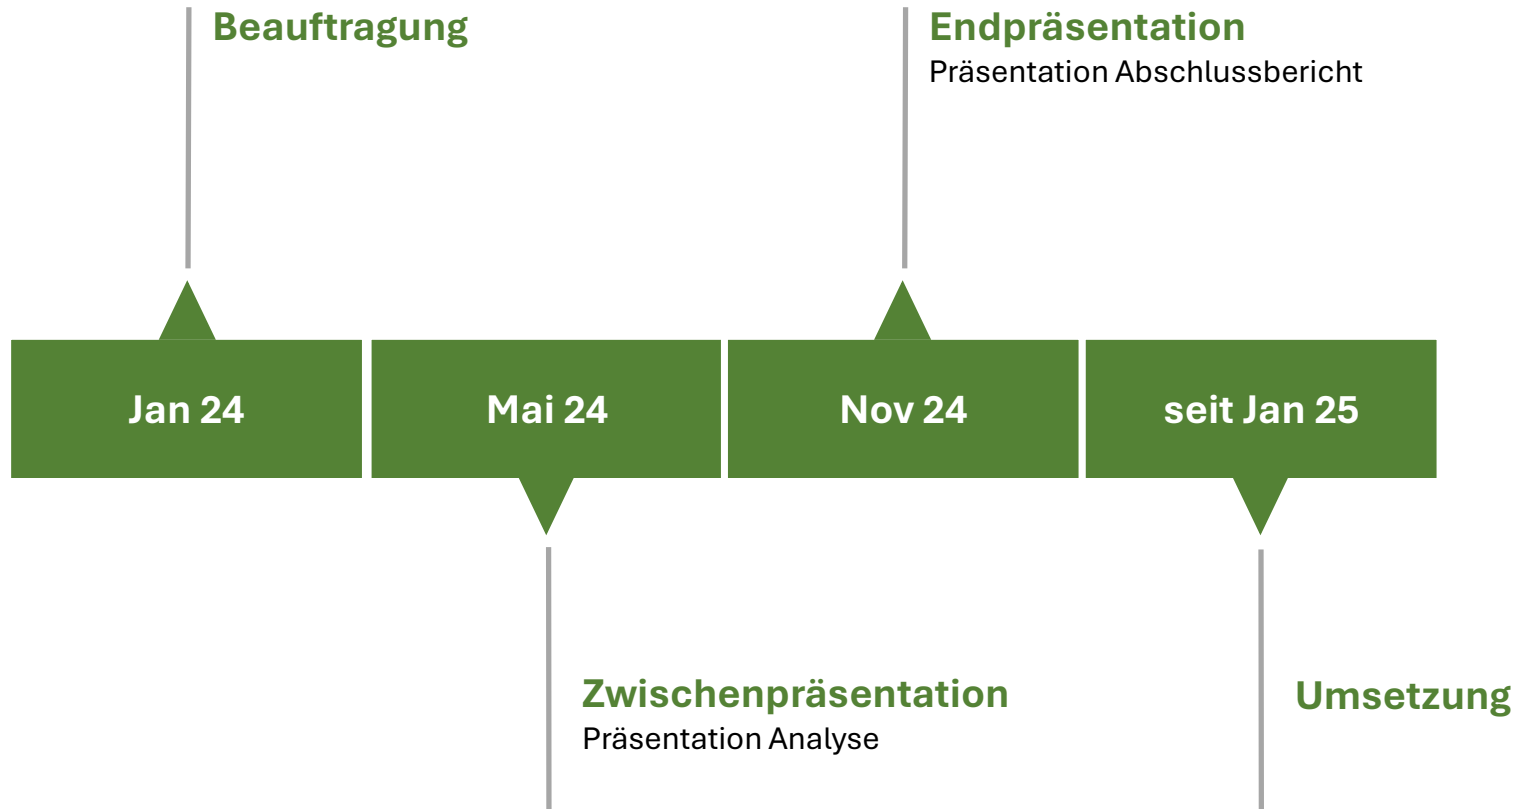 Beauftragung
Endpräsentation
Präsentation Abschlussbericht
Jan 24
Mai 24
Nov 24
seit Jan 25
Zwischenpräsentation
Präsentation Analyse
Umsetzung